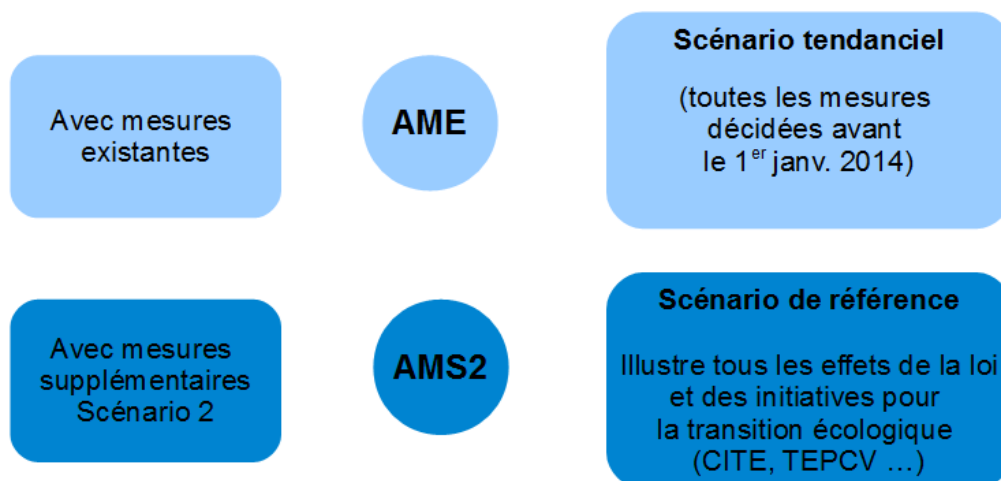 Avec mesures
existantes
AME
Scénario tendanciel
(toutes les mesures
décidées avant
le 1er janv. 2014)
Avec mesures
supplémentaires
Scénario 2
AMS2
Scénario de référence
Illustre tous les effets de la loi
et des initiatives pour
la transition écologique
(CITE, TEPCV ...)